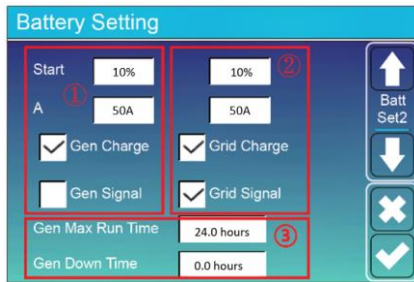 Battery Setting
Start 10% 10% ②
A ① 50A 50A
Gen Charge Grid Charge
Gen Signal Grid Signal
Gen Max Run Time 24.0 hours ③
Gen Down Time 0.0 hours
Batt
Set2